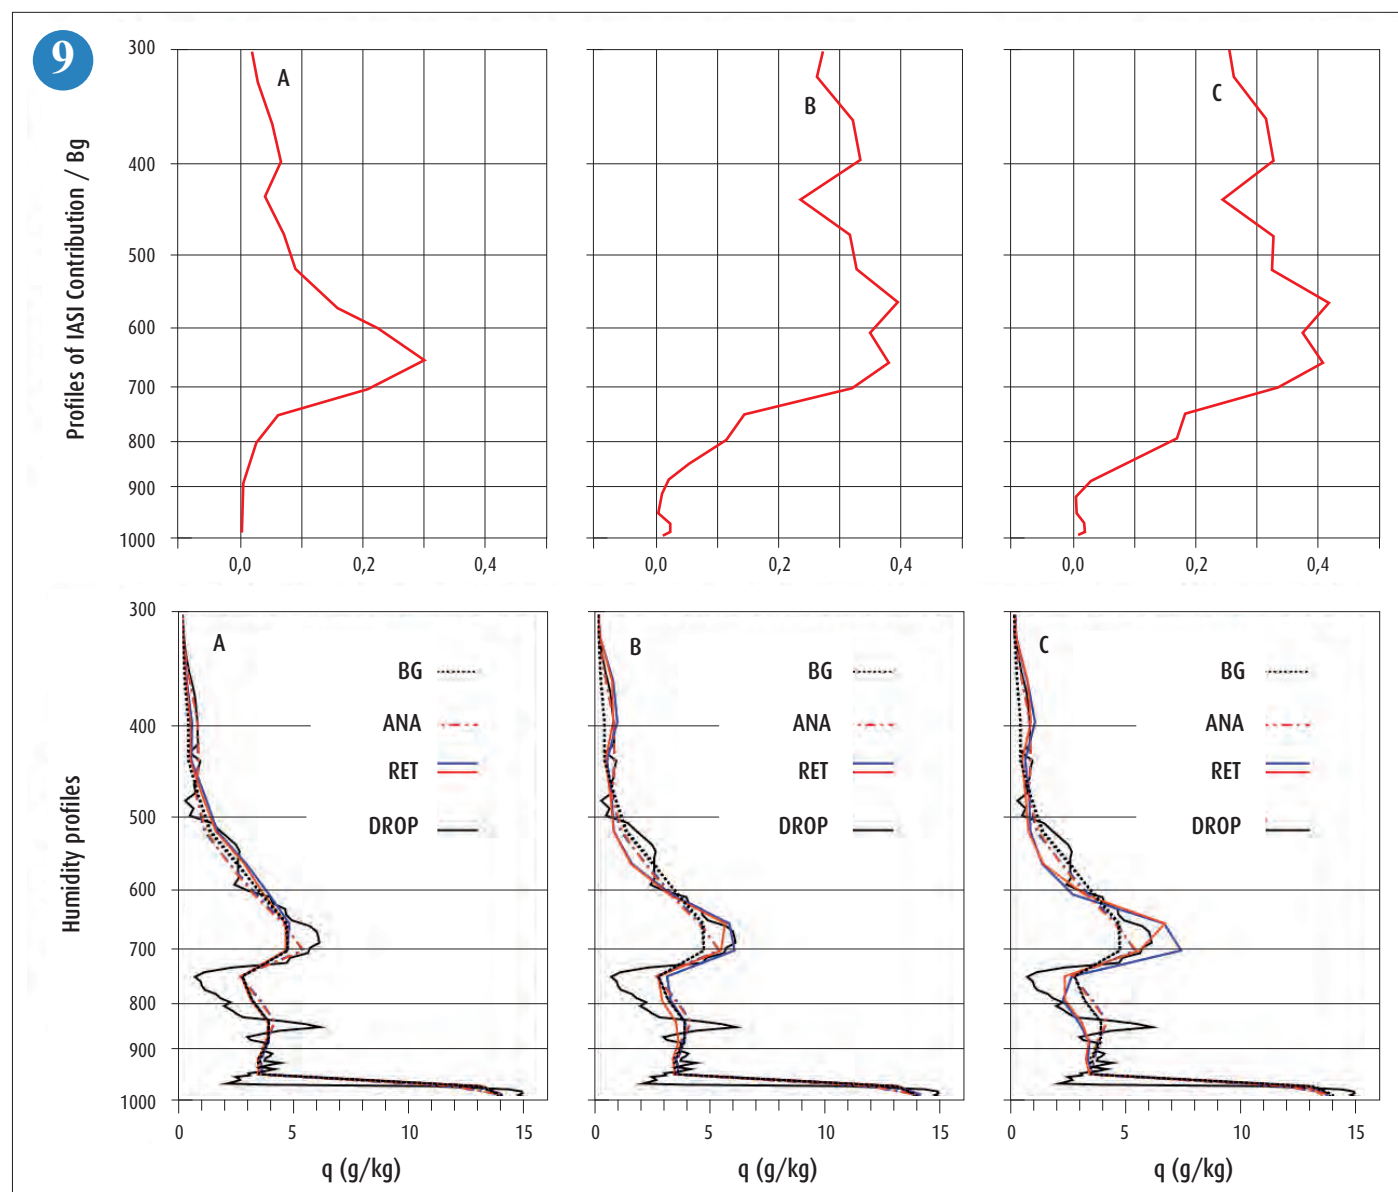 9
Profiles of IASI Contribution / Bg
300
400
500
600
700
800
900
1000
A
0,0 0,2 0,4
B
0,0 0,2 0,4
C
0,0 0,2 0,4
Humidity profiles
300
400
500
600
700
800
900
1000
A
BG
ANA
RET
DROP
0 5 10 15
q (g/kg)
B
BG
ANA
RET
DROP
0 5 10 15
q (g/kg)
C
BG
ANA
RET
DROP
0 5 10 15
q (g/kg)